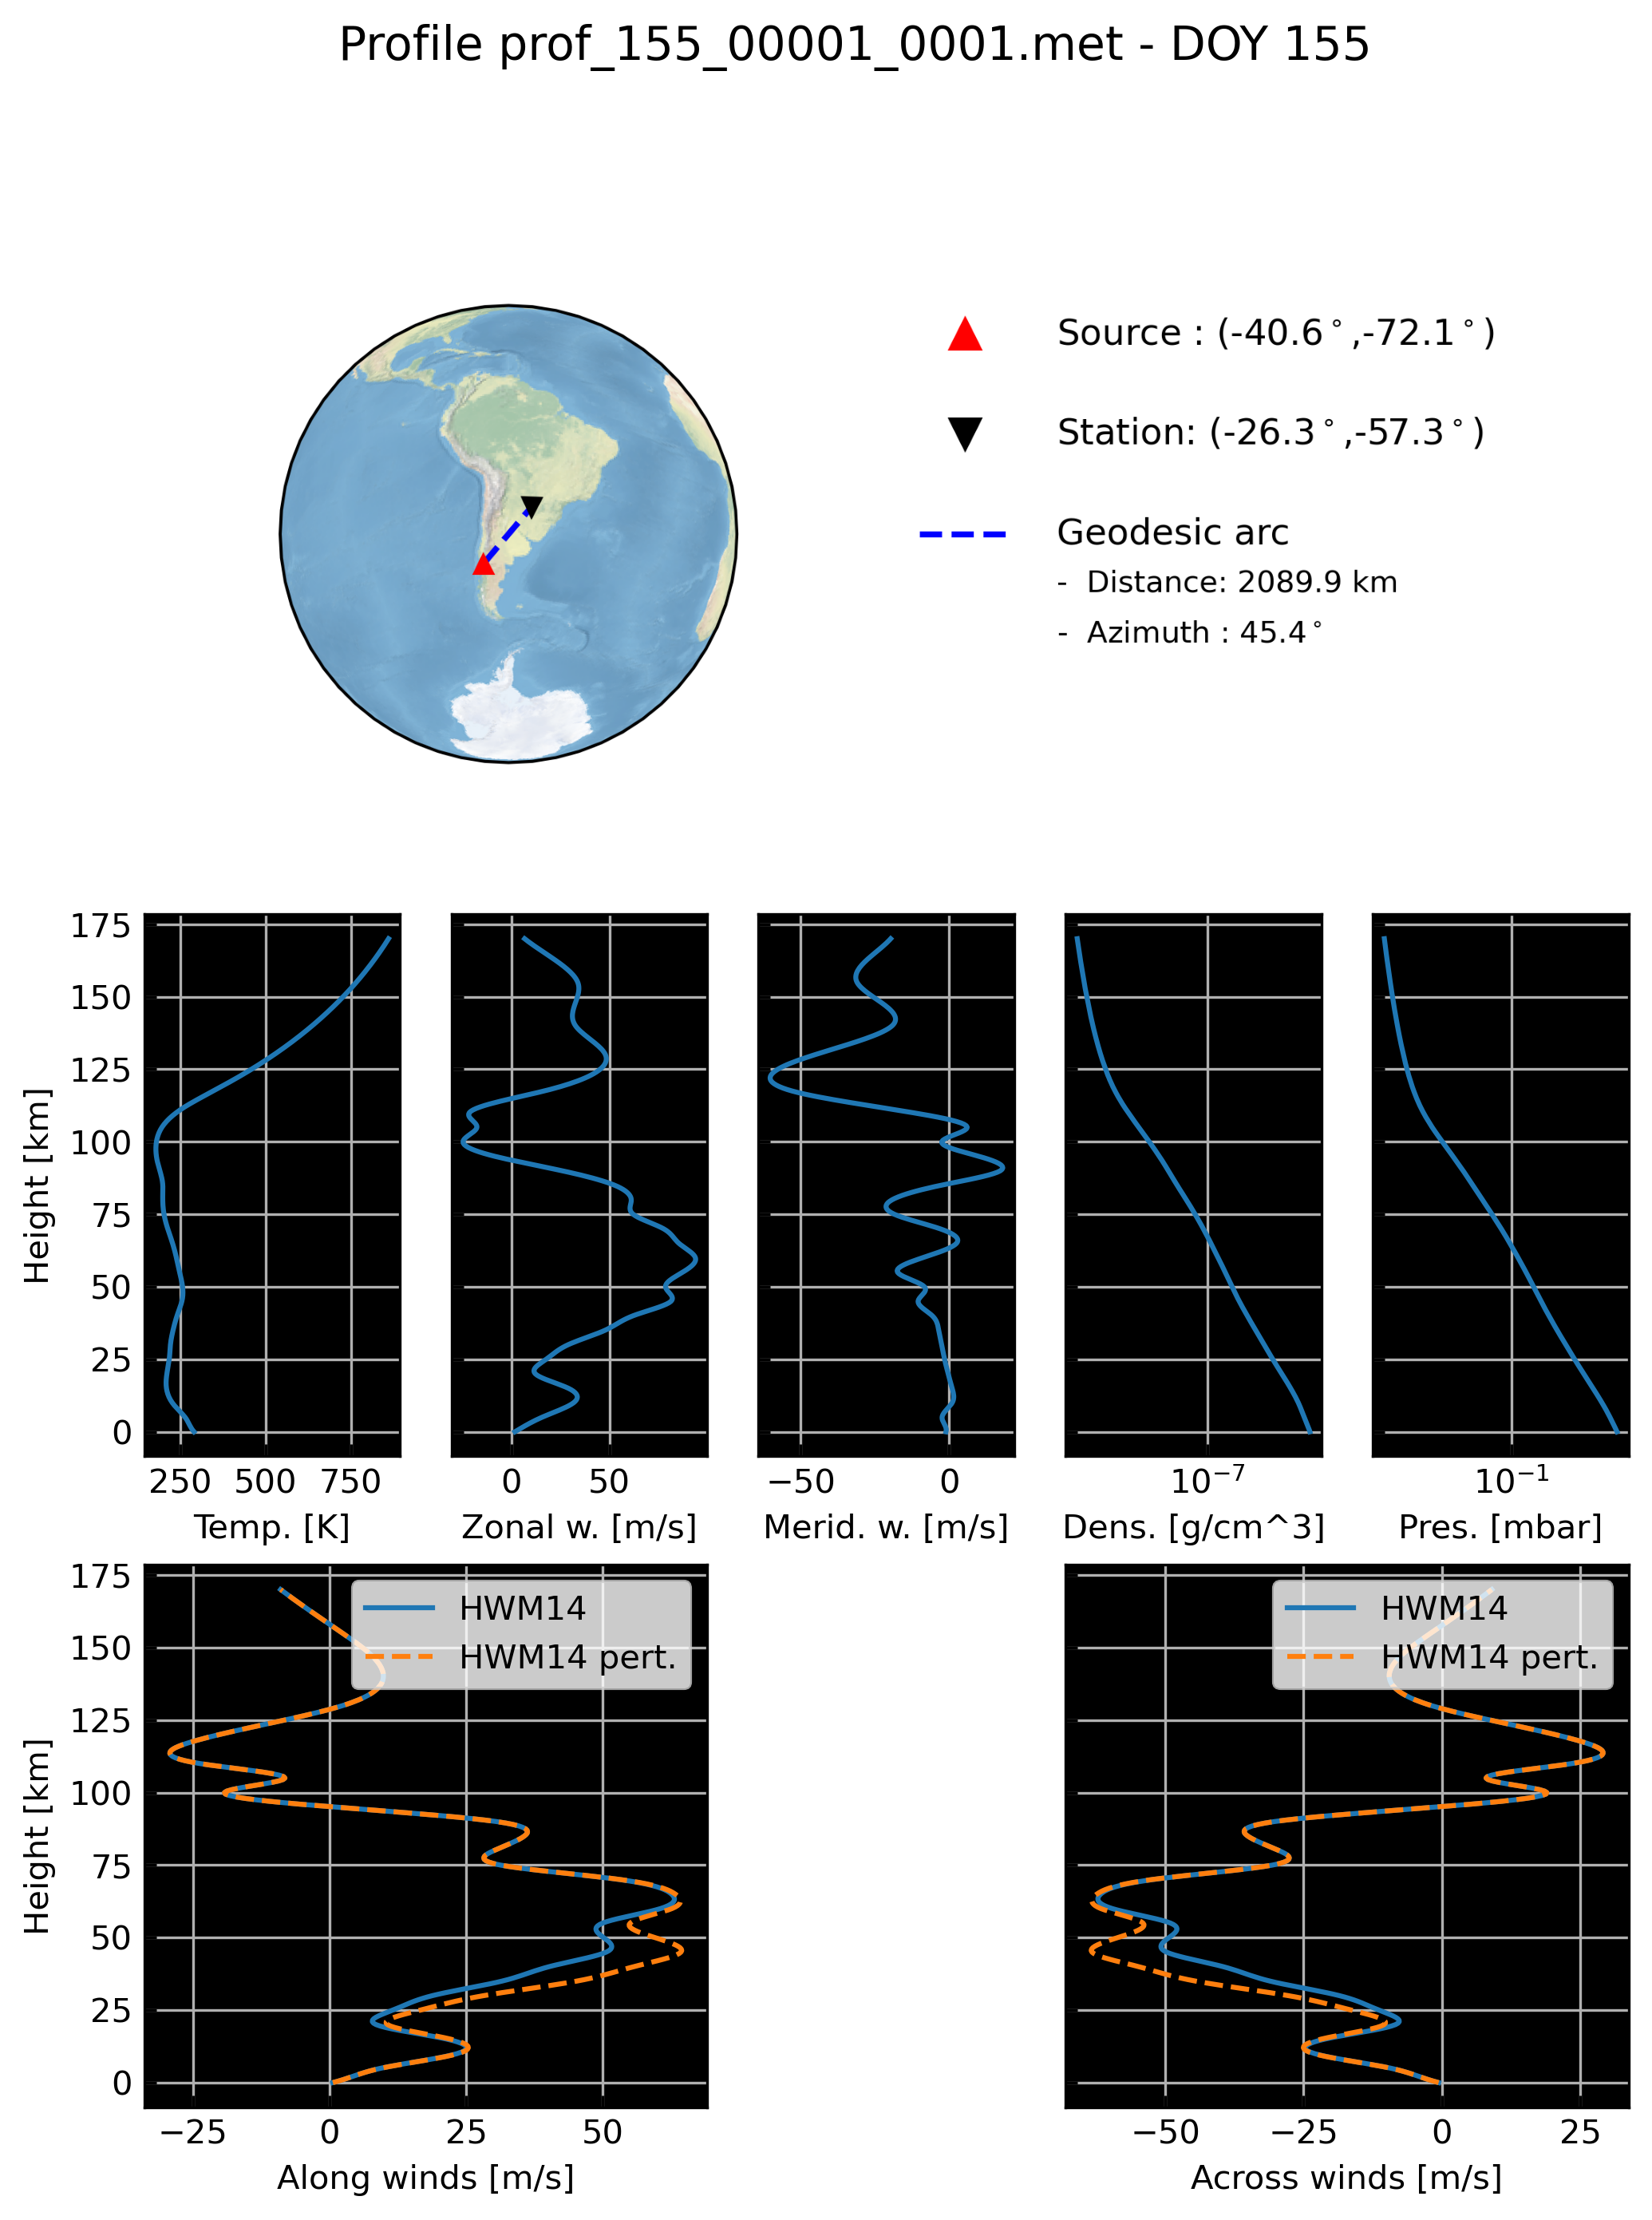 Profile prof_155_00001_0001.met - DOY 155
Source : (-40.6°,-72.1°)
Station: (-26.3°,-57.3°)
Geodesic arc
- Distance: 2089.9 km
- Azimuth : 45.4°
Height [km]
175
150
125
100
75
50
25
0
250 500 750
Temp. [K]
0 50
Zonal w. [m/s]
−50 0
Merid. w. [m/s]
10⁻⁷
Dens. [g/cm^3]
10⁻¹
Pres. [mbar]
Height [km]
175
150
125
100
75
50
25
0
HWM14
HWM14 pert.
−25 0 25 50
Along winds [m/s]
HWM14
HWM14 pert.
−50 −25 0 25
Across winds [m/s]